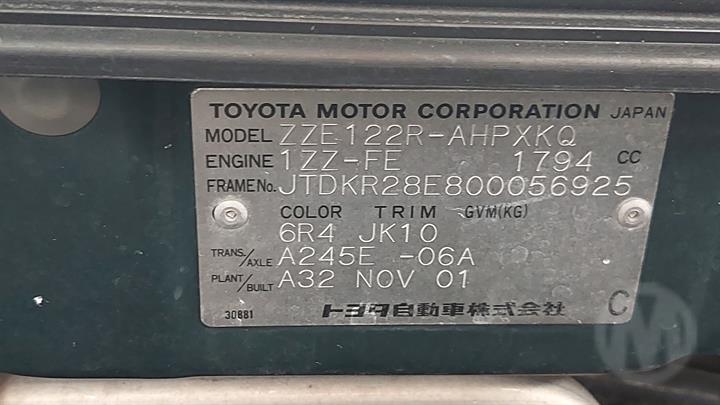 TOYOTA MOTOR CORPORATION JAPAN
MODEL ZZE122R-AHPXKQ
ENGINE 1ZZ-FE 1794 CC
FRAME No. JTDKR28E800056925
COLOR TRIM GVM(KG)
6R4 JK10
TRANS./AXLE A245E -06A
PLANT/BUILT A32 NOV 01
30881 トヨタ自動車株式会社 C
M